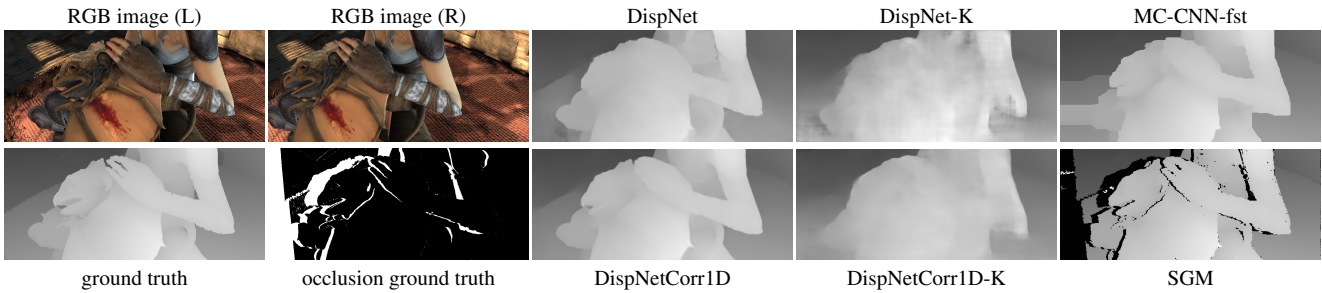 RGB image (L) RGB image (R) DispNet DispNet-K MC-CNN-fst
ground truth occlusion ground truth DispNetCorr1D DispNetCorr1D-K SGM